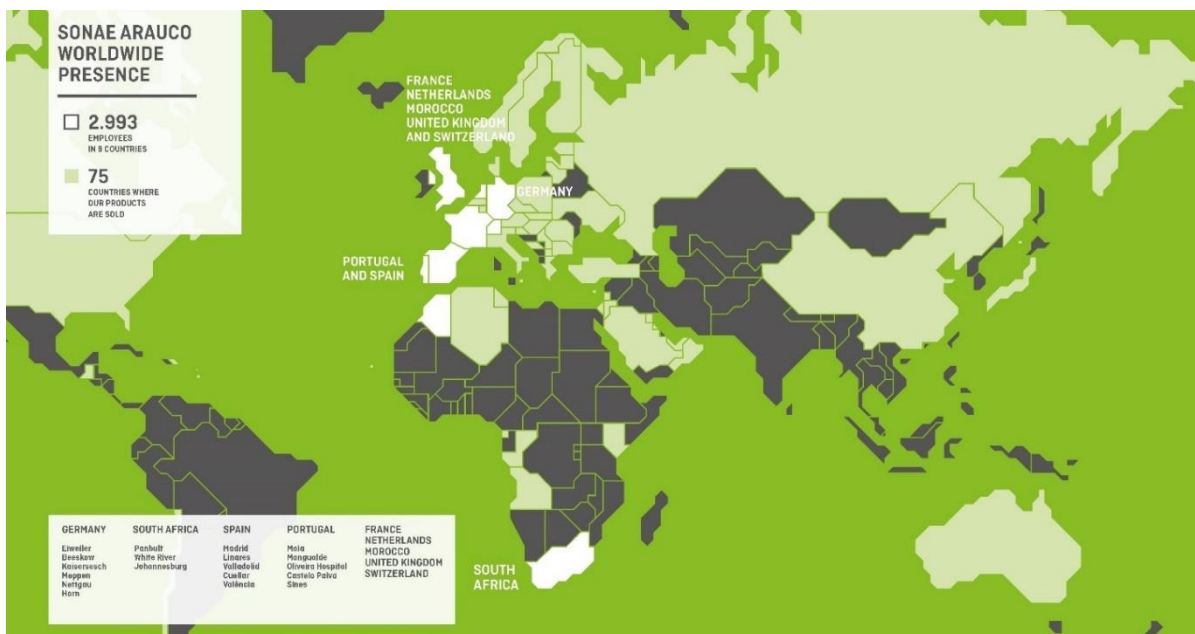 SONAE ARAUCO
WORLDWIDE
PRESENCE
2.993
EMPLOYEES
IN 9 COUNTRIES
75
COUNTRIES WHERE
OUR PRODUCTS
ARE SOLD
FRANCE
NETHERLANDS
MOROCCO
UNITED KINGDOM
AND SWITZERLAND
GERMANY
PORTUGAL
AND SPAIN
SOUTH
AFRICA
GERMANY
Eiweiler
Beeskow
Kaisersesch
Meppen
Nettgau
Horn
SOUTH AFRICA
Panbult
White River
Johannesburg
SPAIN
Madrid
Linares
Valladolid
Cuellar
València
PORTUGAL
Maia
Mangualde
Oliveira Hospital
Castelo Paiva
Sines
FRANCE
NETHERLANDS
MOROCCO
UNITED KINGDOM
SWITZERLAND